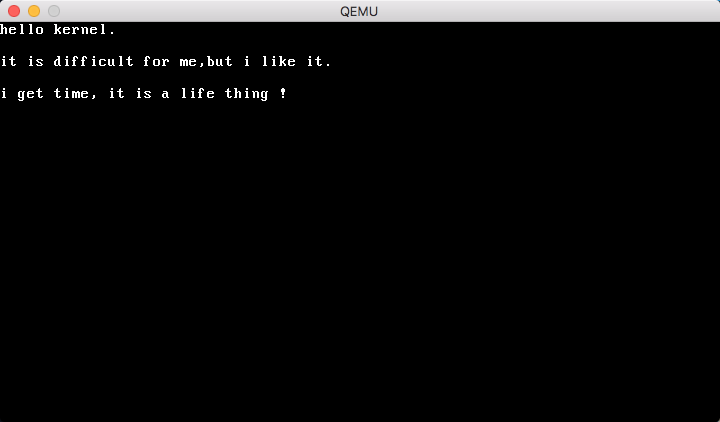 QEMU
hello kernel.
it is difficult for me,but i like it.
i get time, it is a life thing !